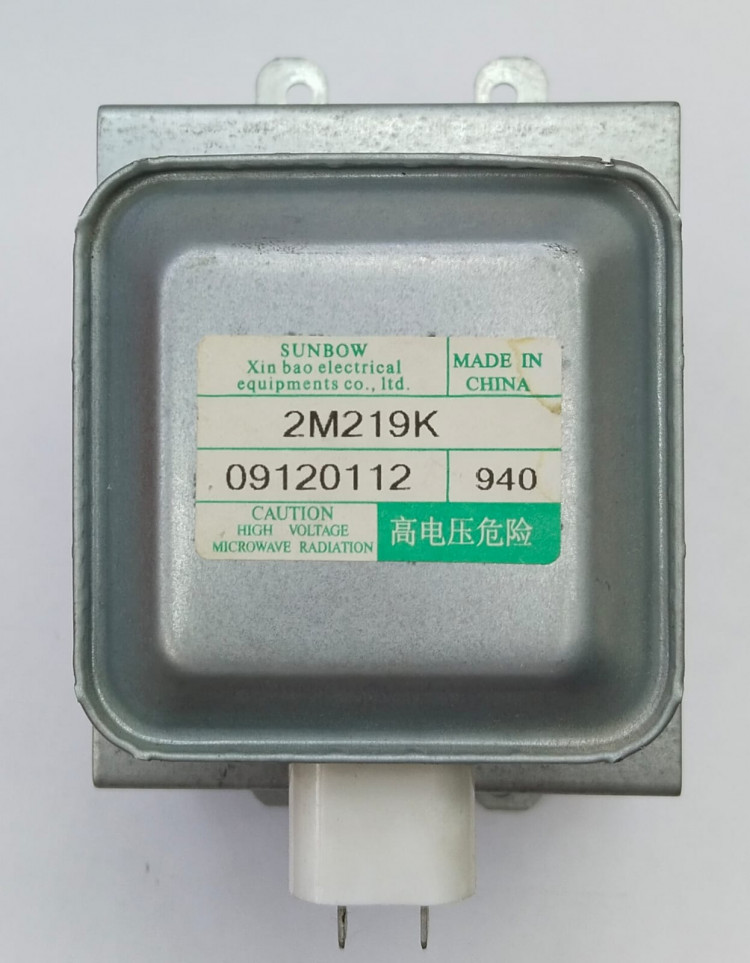 SUNBOW
Xin bao electrical
equipments co., ltd.
MADE IN
CHINA
2M219K
09120112
940
CAUTION
HIGH VOLTAGE
MICROWAVE RADIATION
高电压危险